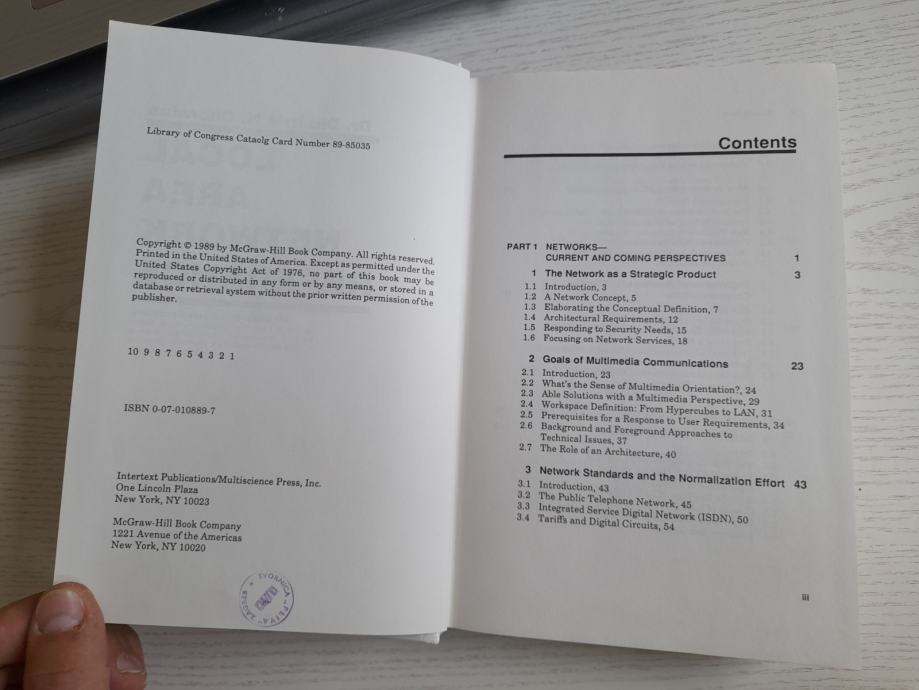 Library of Congress Cataolg Card Number 89-85035
Copyright © 1989 by McGraw-Hill Book Company. All rights reserved.
Printed in the United States of America. Except as permitted under the
United States Copyright Act of 1976, no part of this book may be
reproduced or distributed in any form or by any means, or stored in a
database or retrieval system without the prior written permission of the
publisher.
10 9 8 7 6 5 4 3 2 1
ISBN 0-07-010889-7
Intertext Publications/Multiscience Press, Inc.
One Lincoln Plaza
New York, NY 10023
McGraw-Hill Book Company
1221 Avenue of the Americas
New York, NY 10020
Contents
PART 1 NETWORKS—
CURRENT AND COMING PERSPECTIVES 1
1 The Network as a Strategic Product 3
1.1 Introduction, 3
1.2 A Network Concept, 5
1.3 Elaborating the Conceptual Definition, 7
1.4 Architectural Requirements, 12
1.5 Responding to Security Needs, 15
1.6 Focusing on Network Services, 18
2 Goals of Multimedia Communications 23
2.1 Introduction, 23
2.2 What's the Sense of Multimedia Orientation?, 24
2.3 Able Solutions with a Multimedia Perspective, 29
2.4 Workspace Definition: From Hypercubes to LAN, 31
2.5 Prerequisites for a Response to User Requirements, 34
2.6 Background and Foreground Approaches to
Technical Issues, 37
2.7 The Role of an Architecture, 40
3 Network Standards and the Normalization Effort 43
3.1 Introduction, 43
3.2 The Public Telephone Network, 45
3.3 Integrated Service Digital Network (ISDN), 50
3.4 Tariffs and Digital Circuits, 54
iii